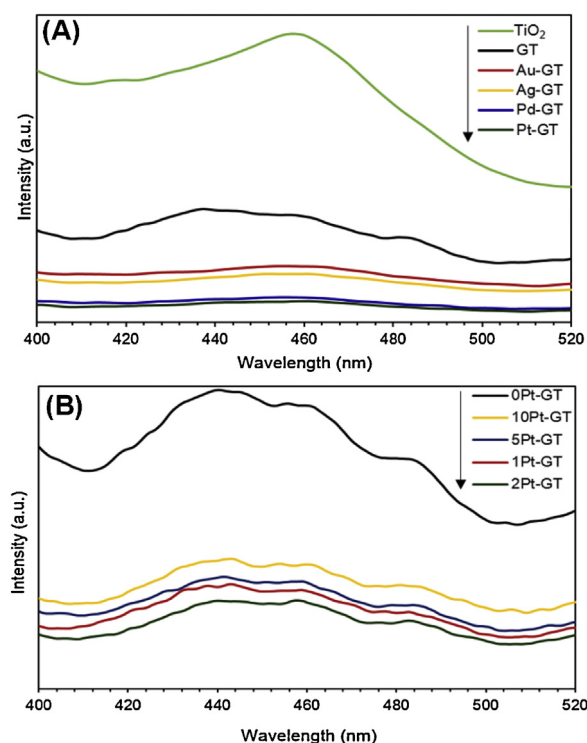 (A)
TiO2
GT
Au-GT
Ag-GT
Pd-GT
Pt-GT
Intensity (a.u.)
400 420 440 460 480 500 520
Wavelength (nm)
(B)
0Pt-GT
10Pt-GT
5Pt-GT
1Pt-GT
2Pt-GT
Intensity (a.u.)
400 420 440 460 480 500 520
Wavelength (nm)